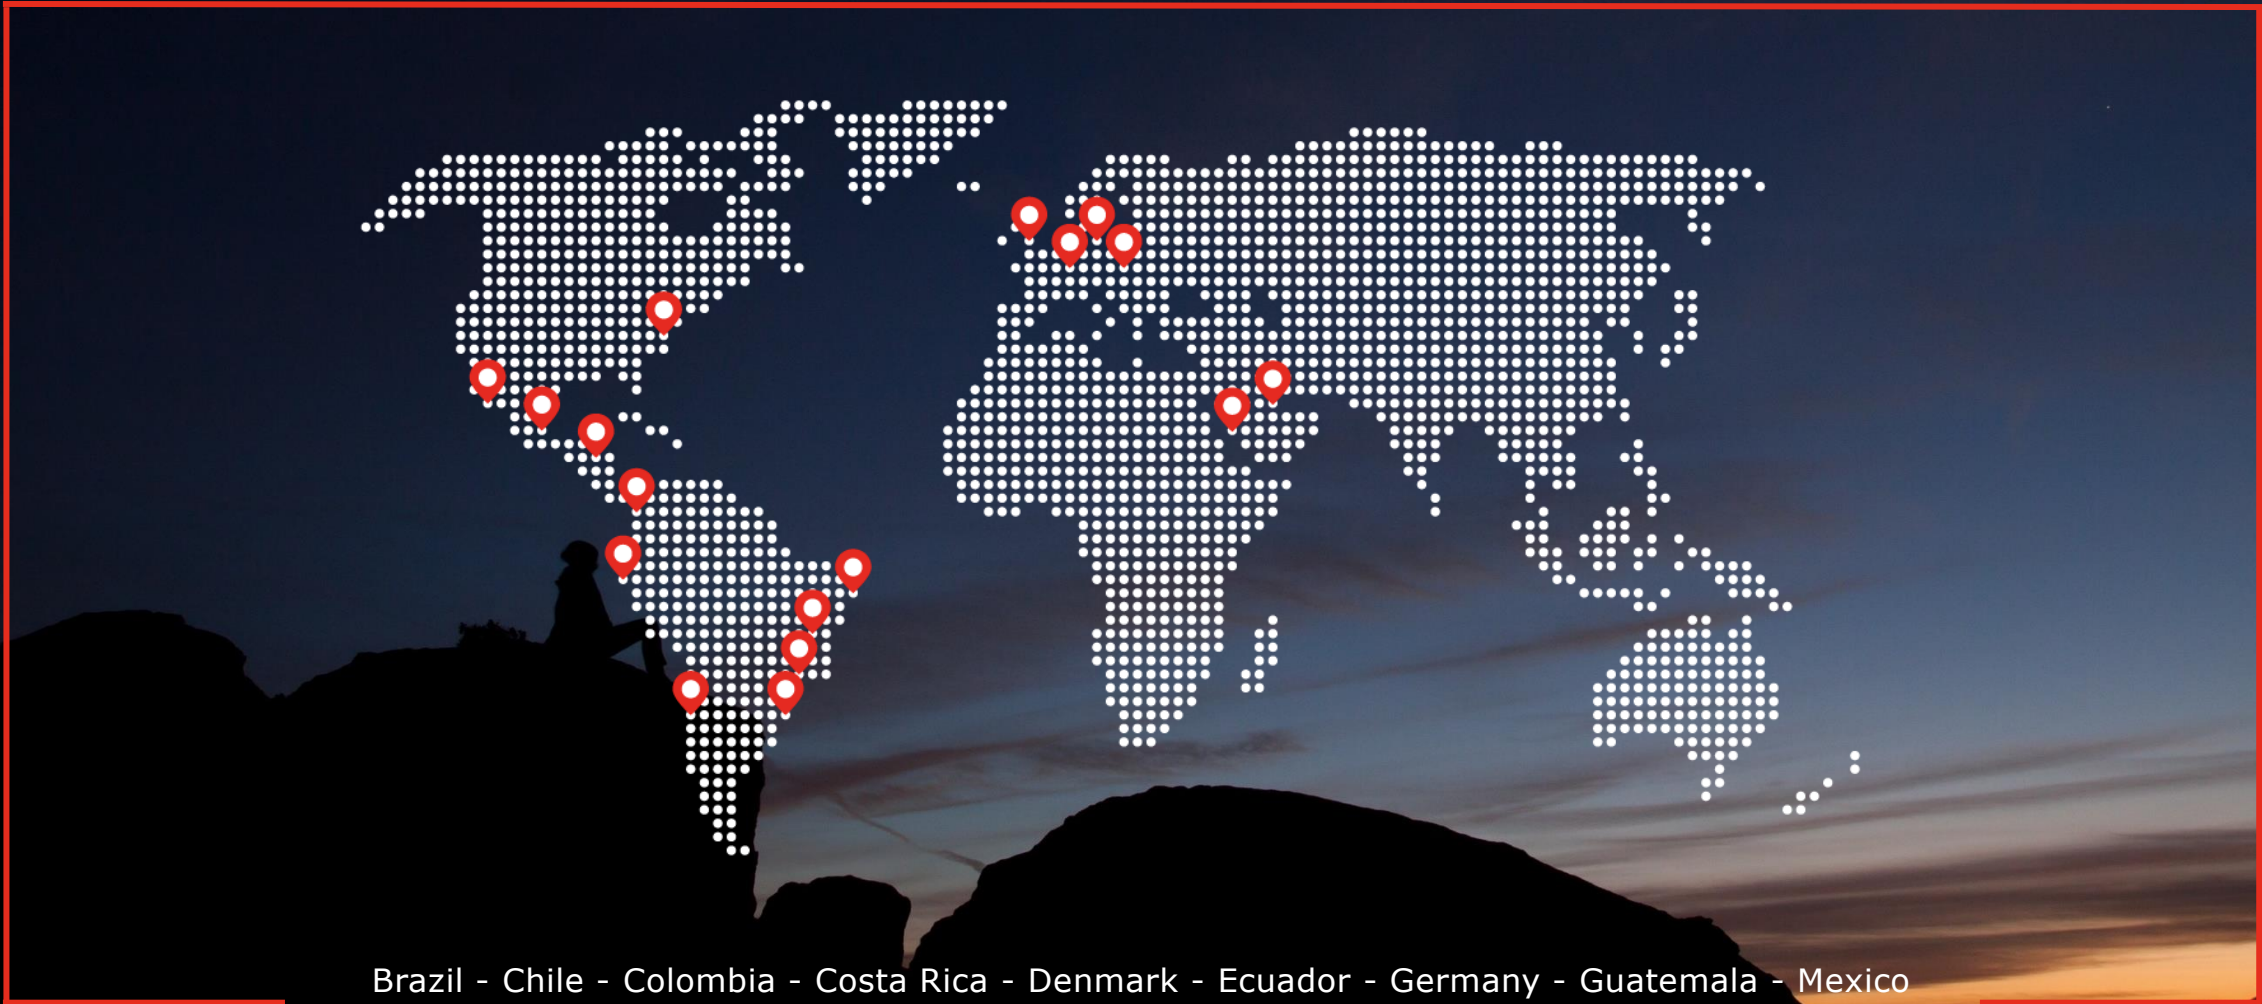 Brazil - Chile - Colombia - Costa Rica - Denmark - Ecuador - Germany - Guatemala - Mexico